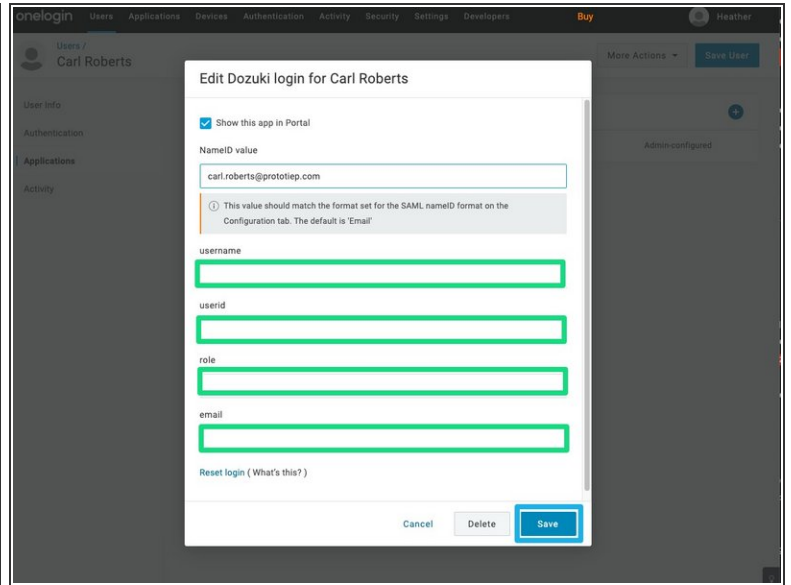 onelogin Users Applications Devices Authentication Activity Security Settings Developers Buy Heather
Users /
Carl Roberts
More Actions
Save User
User Info
Authentication
Applications
Activity
Admin-configured
Edit Dozuki login for Carl Roberts
Show this app in Portal
NameID value
carl.roberts@prototiep.com
This value should match the format set for the SAML nameID format on the
Configuration tab. The default is 'Email'
username
userid
role
email
Reset login ( What's this? )
Cancel Delete Save